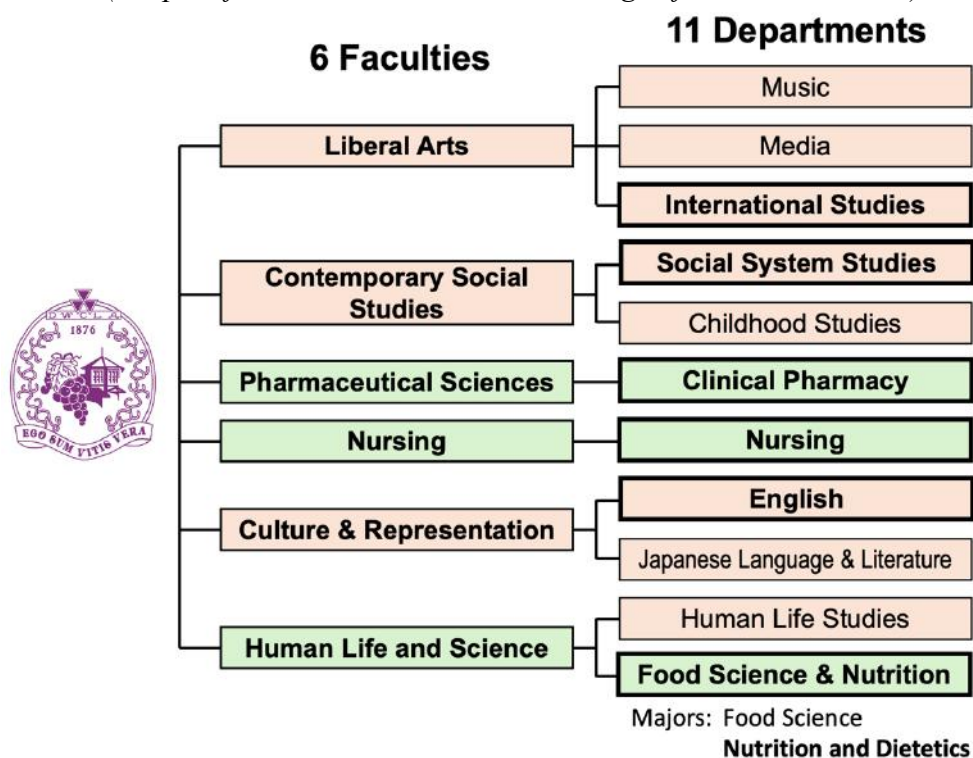 11 Departments
6 Faculties
Liberal Arts
Music
Media
International Studies
Contemporary Social
Studies
Social System Studies
Childhood Studies
Pharmaceutical Sciences
Clinical Pharmacy
Nursing
Nursing
Culture & Representation
English
Japanese Language & Literature
Human Life and Science
Human Life Studies
Food Science & Nutrition
Majors: Food Science
Nutrition and Dietetics
D W C L A
1876
EGO SUM VITIS VERA